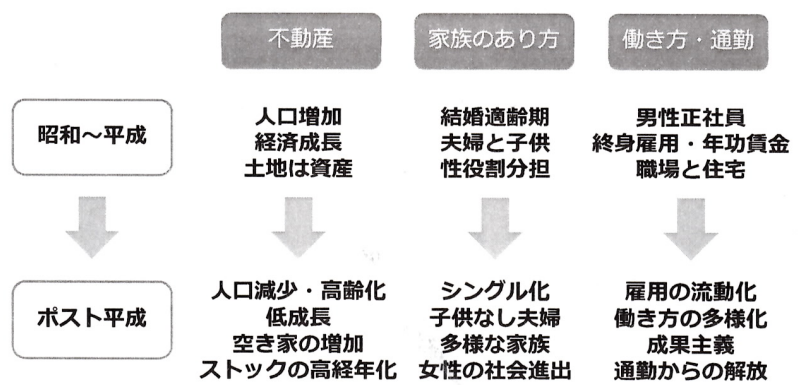 不動産
家族のあり方
働き方・通勤
昭和～平成
人口増加
経済成長
土地は資産
結婚適齢期
夫婦と子供
性役割分担
男性正社員
終身雇用・年功賃金
職場と住宅
ポスト平成
人口減少・高齢化
低成長
空き家の増加
ストックの高経年化
シングル化
子供なし夫婦
多様な家族
女性の社会進出
雇用の流動化
働き方の多様化
成果主義
通勤からの解放